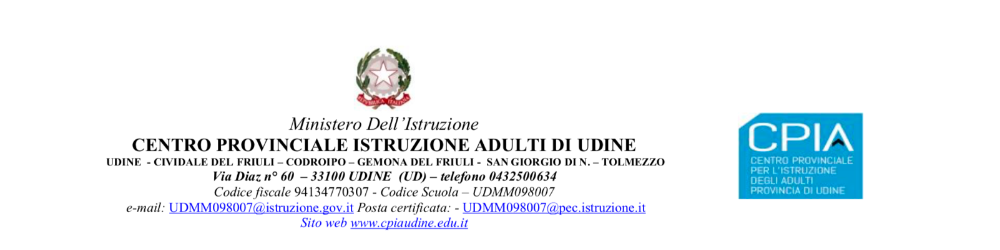 REPVBBLICA ITALIANA
Ministero Dell’Istruzione
CENTRO PROVINCIALE ISTRUZIONE ADULTI DI UDINE
UDINE - CIVIDALE DEL FRIULI – CODROIPO – GEMONA DEL FRIULI - SAN GIORGIO DI N. – TOLMEZZO
Via Diaz n° 60 – 33100 UDINE (UD) – telefono 0432500634
Codice fiscale 94134770307 - Codice Scuola – UDMM098007
e-mail: UDMM098007@istruzione.gov.it Posta certificata: - UDMM098007@pec.istruzione.it
Sito web www.cpiaudine.edu.it
CPIA
CENTRO PROVINCIALE
PER L'ISTRUZIONE
DEGLI ADULTI
PROVINCIA DI UDINE